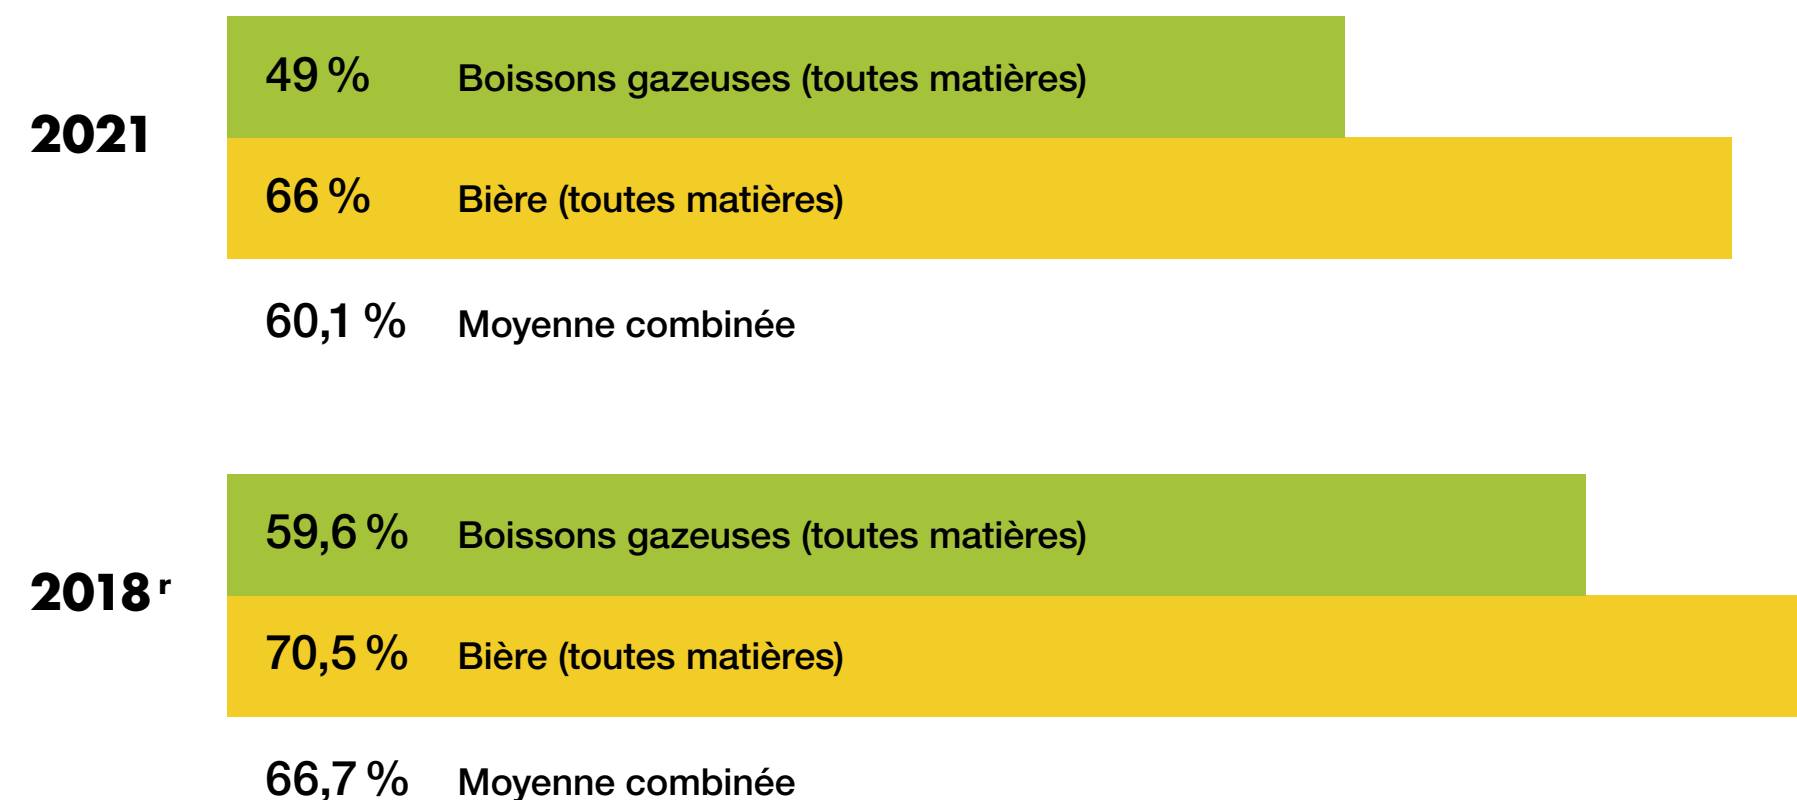 2021
49 % Boissons gazeuses (toutes matières)
66 % Bière (toutes matières)
60,1 % Moyenne combinée
2018 r
59,6 % Boissons gazeuses (toutes matières)
70,5 % Bière (toutes matières)
66,7 % Moyenne combinée